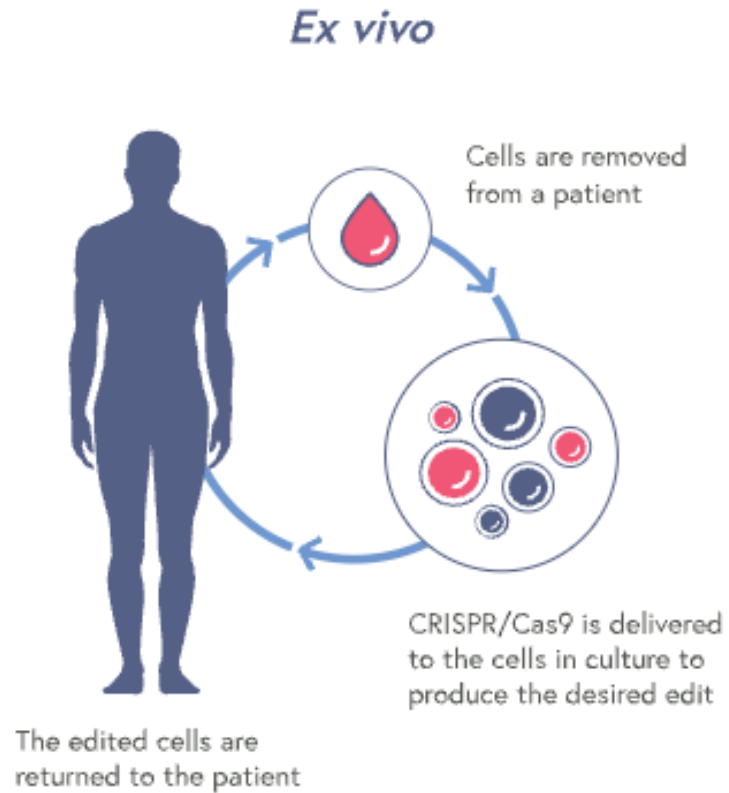 Ex vivo
Cells are removed
from a patient
CRISPR/Cas9 is delivered
to the cells in culture to
produce the desired edit
The edited cells are
returned to the patient